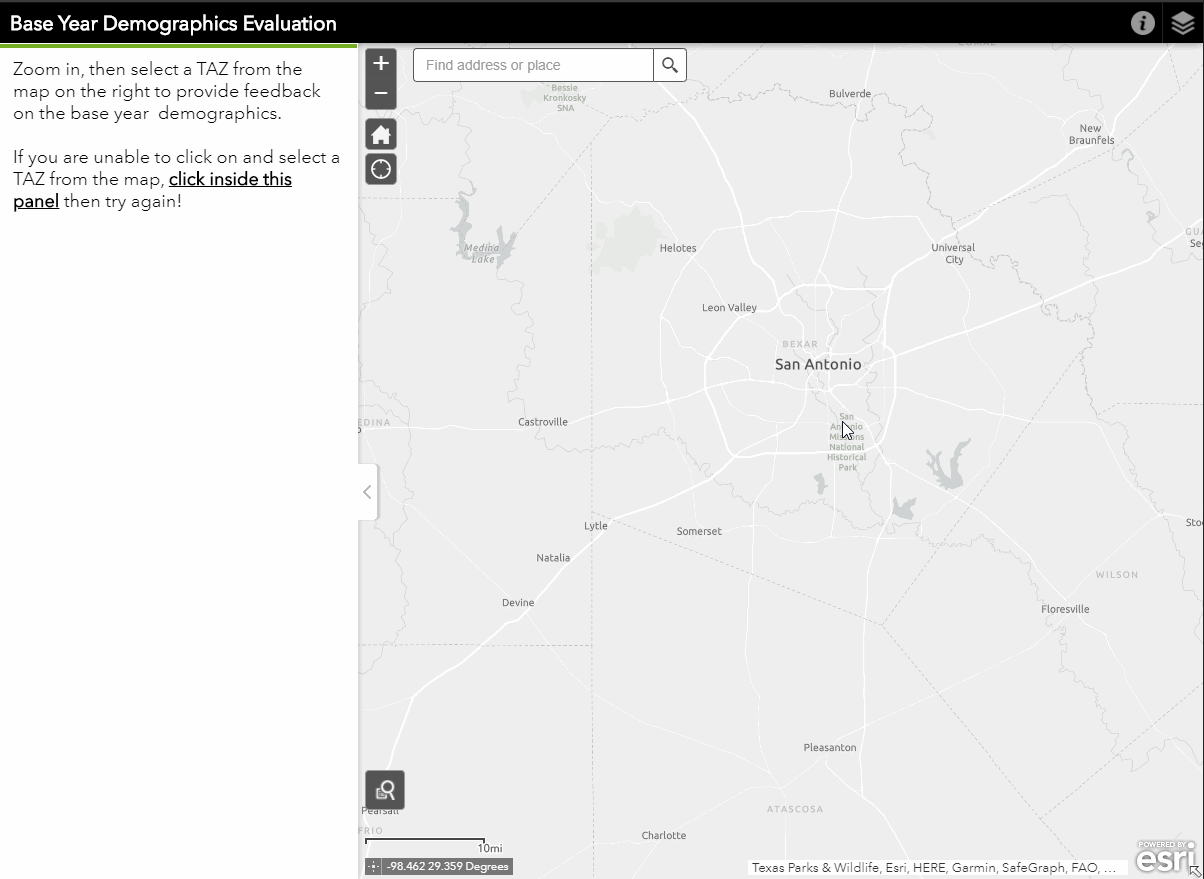 Base Year Demographics Evaluation
Zoom in, then select a TAZ from the
map on the right to provide feedback
on the base year demographics.
If you are unable to click on and select a
TAZ from the map, click inside this
panel then try again!
Find address or place
COMAL
Bessie
Kronkosky
SNA
Bulverde
New
Braunfels
Medina
Lake
Helotes
Universal
City
GU
Se
Leon Valley
BEXAR
San Antonio
EDINA
Castroville
San
Antonio
Missions
National
Historical
Park
Lytle
Somerset
Sto
Natalia
WILSON
Devine
Floresville
Pleasanton
Pearsall
ATASCOSA
FRIO
Charlotte
10mi
-98.462 29.359 Degrees
Texas Parks & Wildlife, Esri, HERE, Garmin, SafeGraph, FAO, ...
POWERED BY
esri